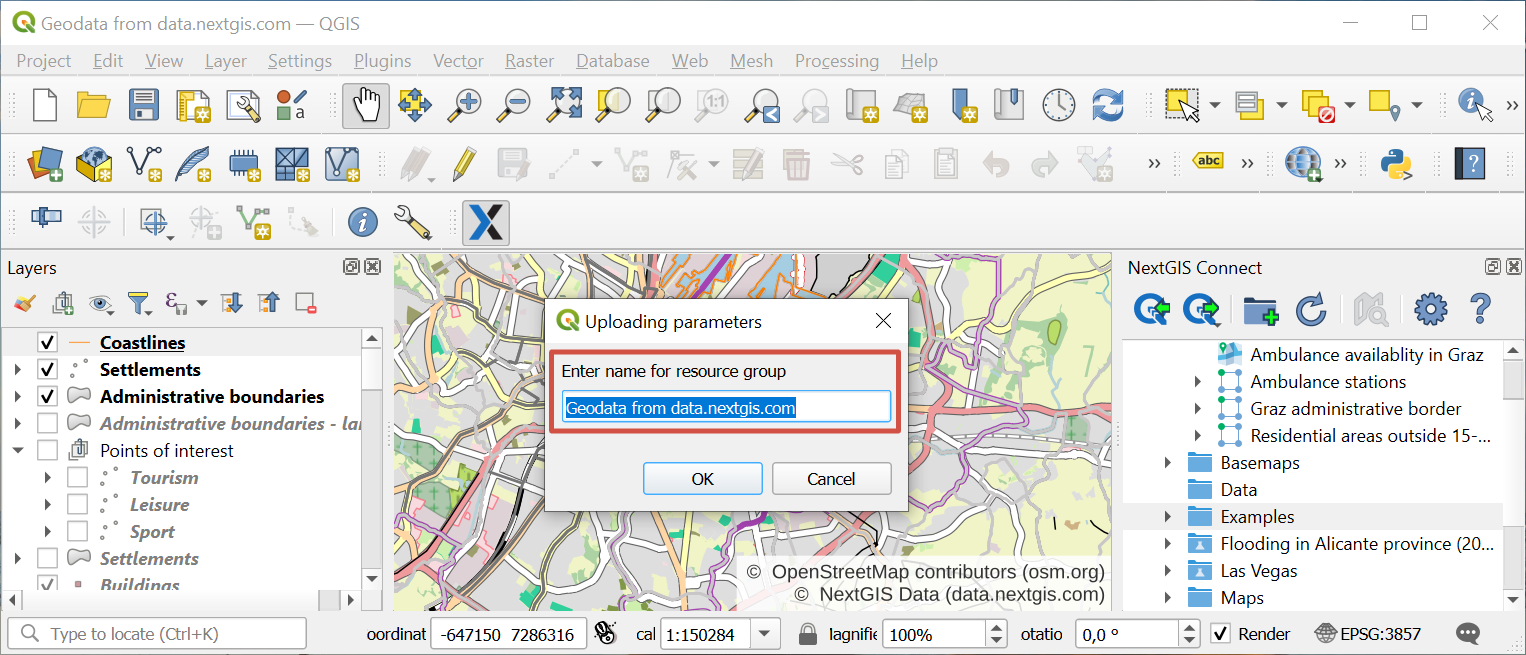 Geodata from data.nextgis.com — QGIS
Project Edit View Layer Settings Plugins Vector Raster Database Web Mesh Processing Help
a 1:1 »
» abc » » ?
Layers
NextGIS Connect
ε ?
Coastlines
Settlements
Administrative boundaries
Administrative boundaries - lan
Points of interest
Tourism
Leisure
Sport
Settlements
Buildings
Uploading parameters
Enter name for resource group
Geodata from data.nextgis.com
OK Cancel
7
© OpenStreetMap contributors (osm.org)
© NextGIS Data (data.nextgis.com)
Ambulance availablity in Graz
Ambulance stations
Graz administrative border
Residential areas outside 15-...
Basemaps
Data
Examples
Flooding in Alicante province (20...
Las Vegas
Maps
Type to locate (Ctrl+K) oordinat -647150 7286316 cal 1:150284 lagnifie 100% otatio 0,0 ° Render EPSG:3857